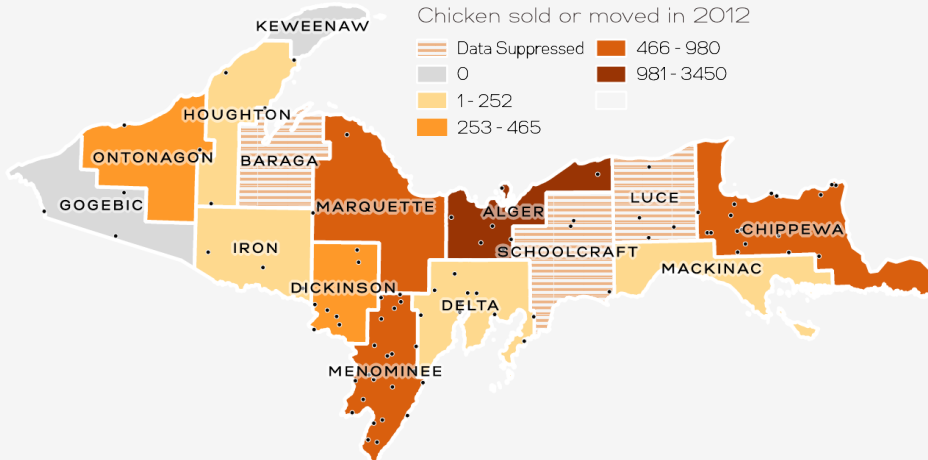 Chicken sold or moved in 2012
Data Suppressed
466 - 980
0
981 - 3450
1 - 252
253 - 465
KEWEENAW
HOUGHTON
ONTONAGON
BARAGA
GOGEBIC
MARQUETTE
ALGER
LUCE
CHIPPEWA
IRON
SCHOOLCRAFT
MACKINAC
DICKINSON
DELTA
MENOMINEE